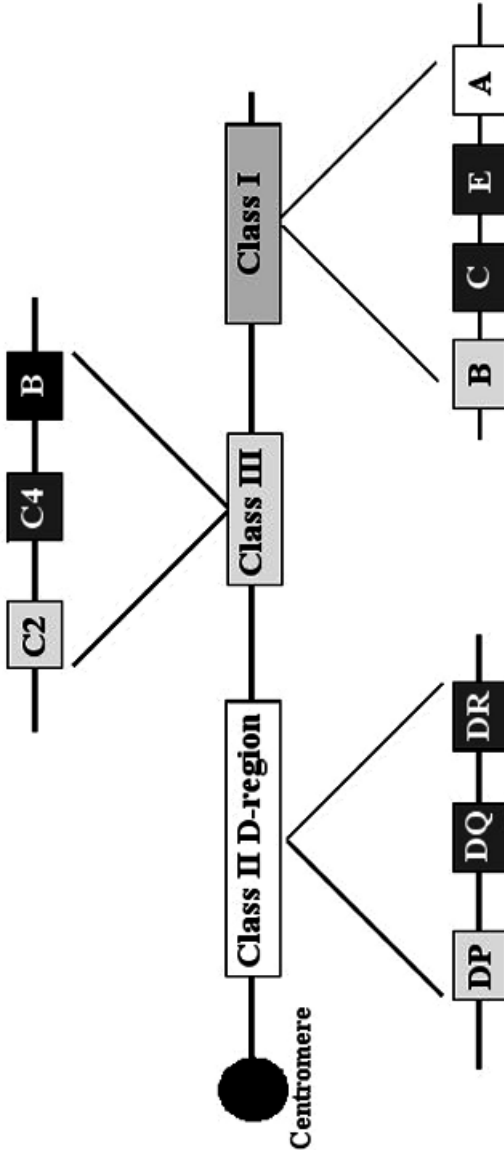 C2
C4
B
Centromere
Class II D-region
Class III
Class I
DP
DQ
DR
B
C
E
A